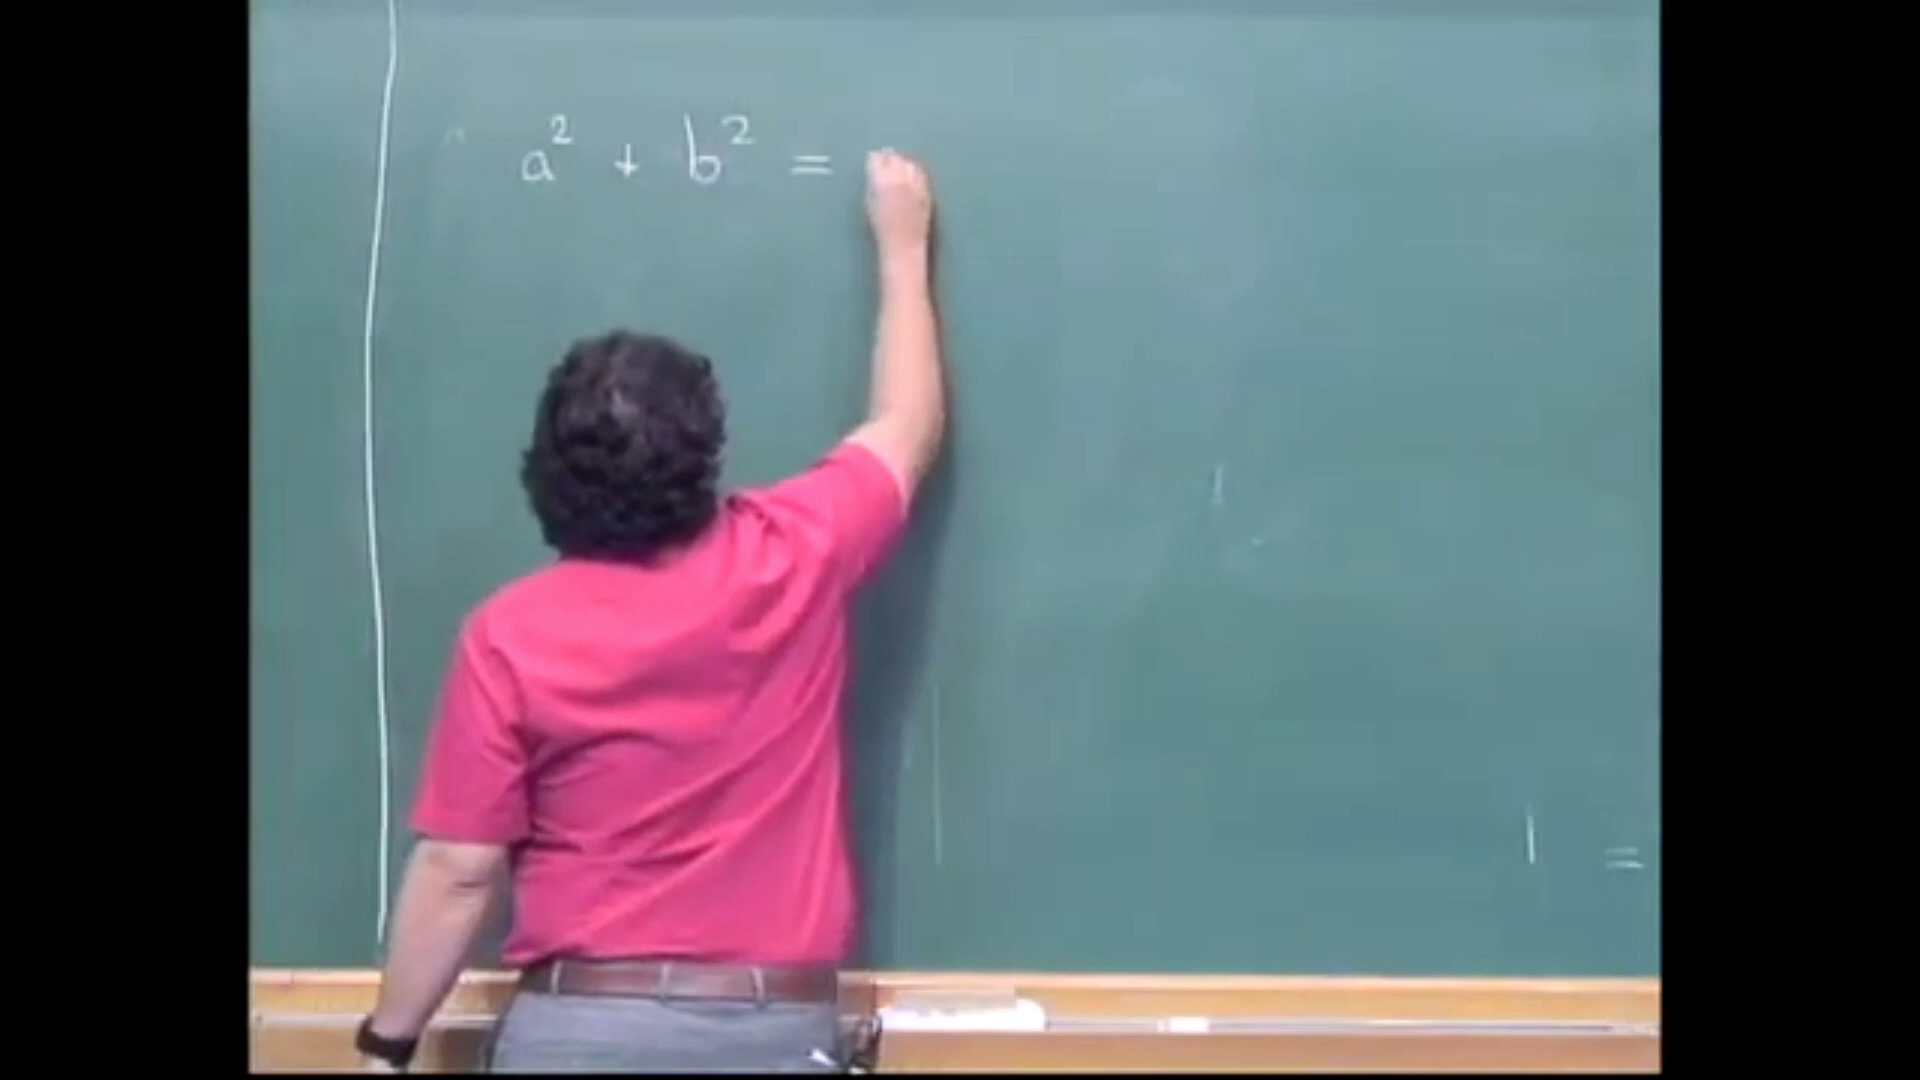 a² + b² =
| =